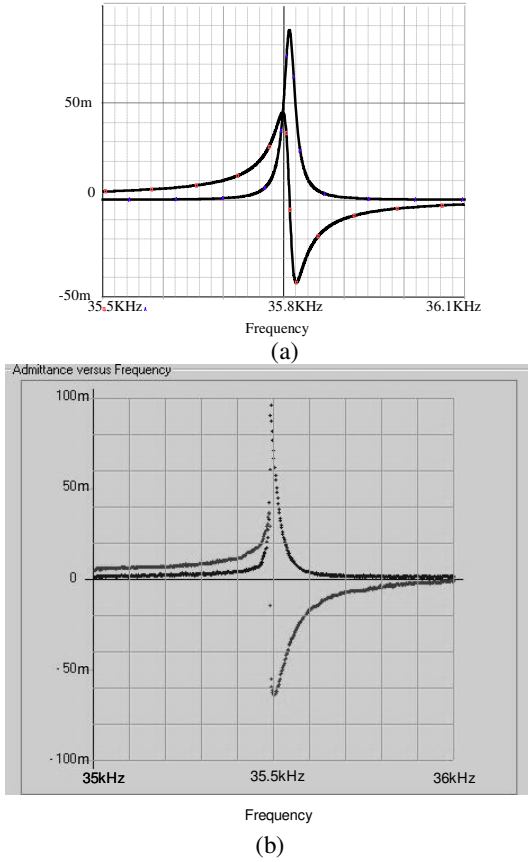 50m
0
-50m
35.5KHz
35.8KHz
36.1KHz
Frequency
(a)
Admittance versus Frequency
100m
50m
0
-50m
-100m
35kHz
35.5kHz
36kHz
Frequency
(b)